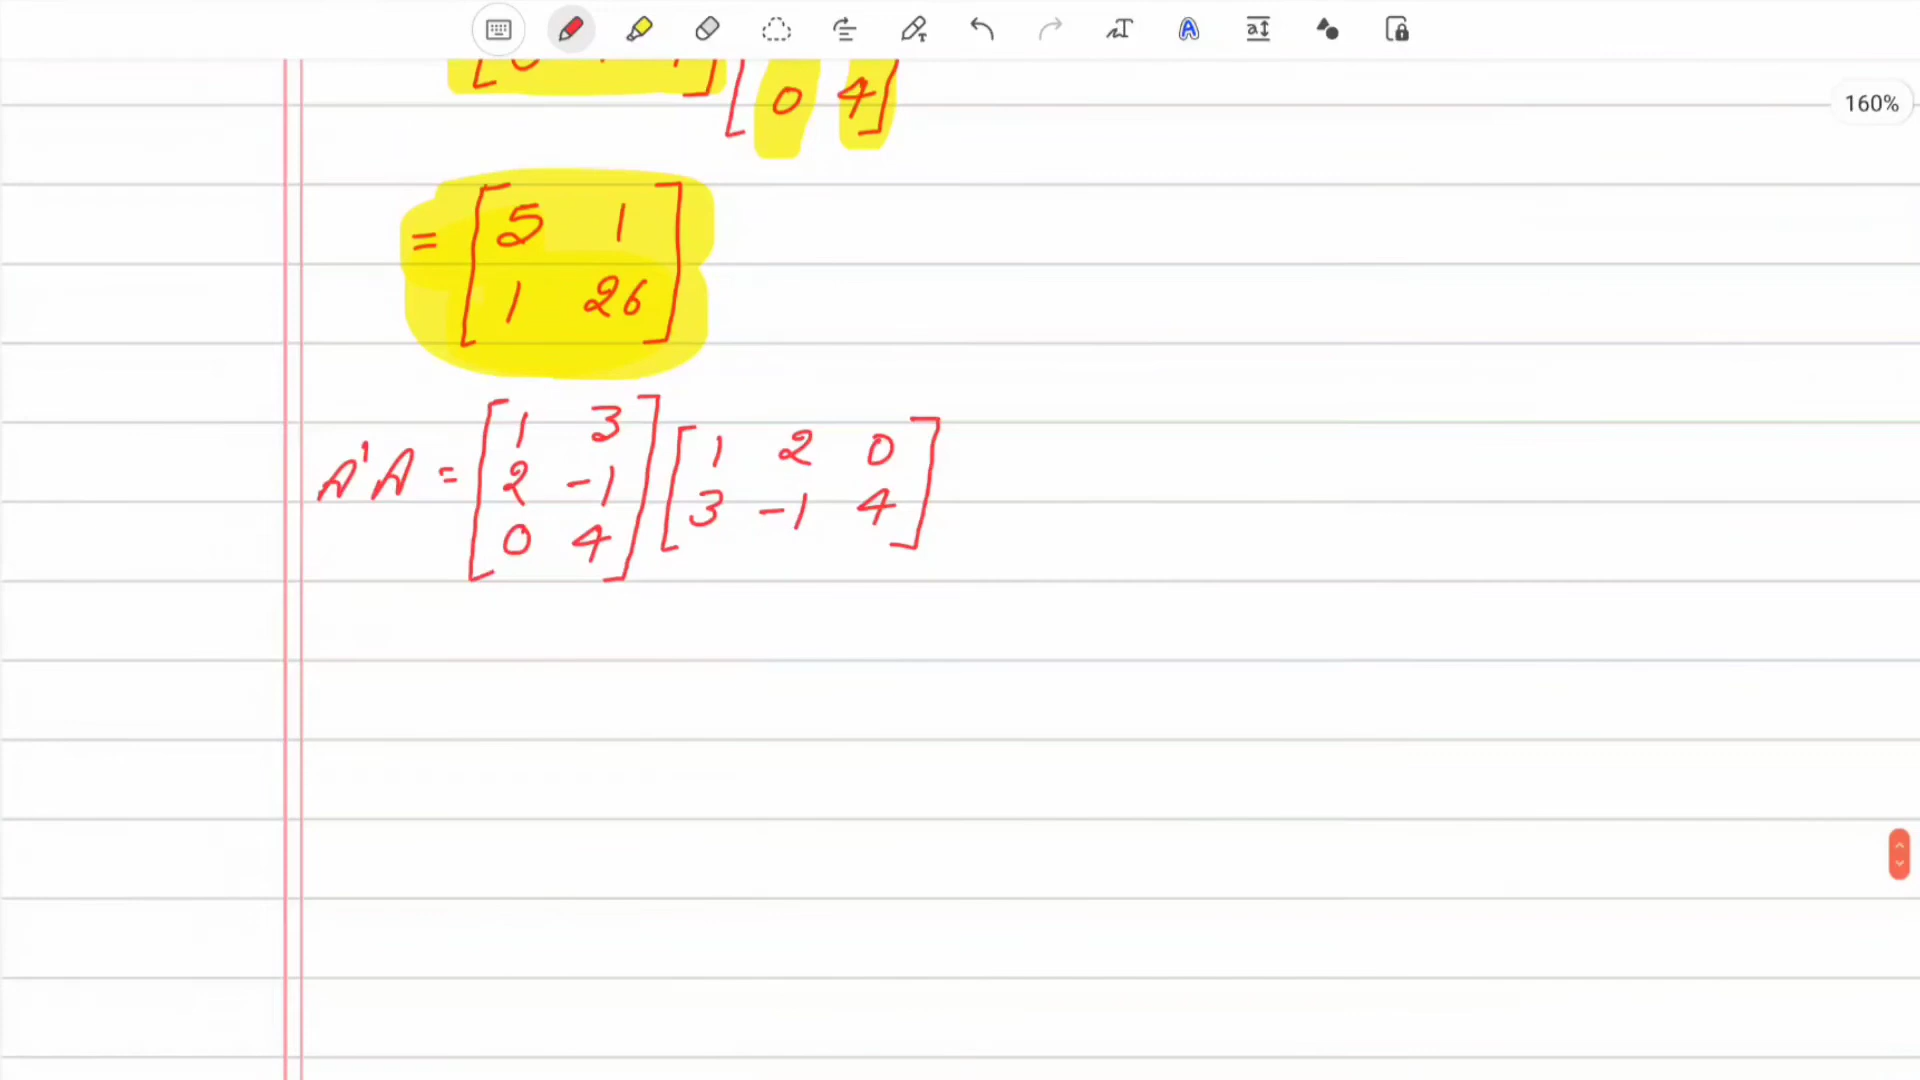 160%
0 4
= [5 1
1 26]
A'A = [1 3
2 -1
0 4] [1 2 0
3 -1 4]